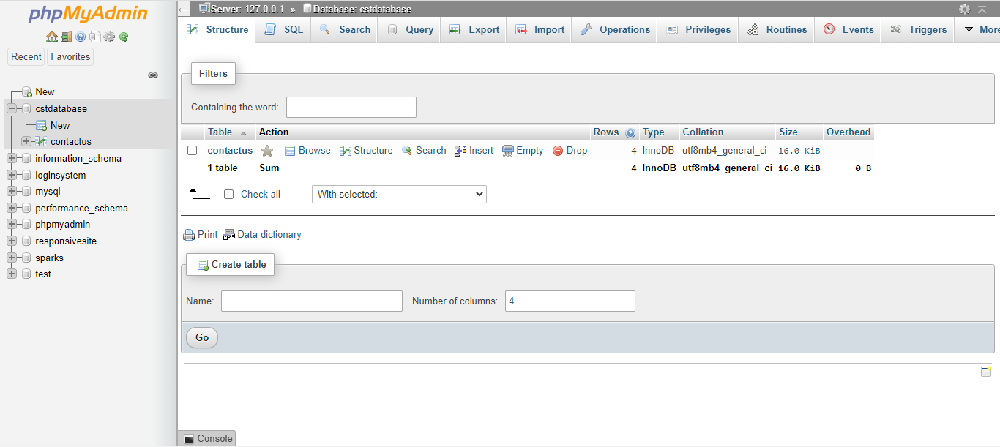 phpMyAdmin
Recent Favorites
New
cstdatabase
New
contactus
information_schema
loginsystem
mysql
performance_schema
phpmyadmin
responsivesite
sparks
test
Server: 127.0.0.1 » Database: cstdatabase
Structure SQL Search Query Export Import Operations Privileges Routines Events Triggers More
Filters
Containing the word:
Table Action Rows Type Collation Size Overhead
contactus Browse Structure Search Insert Empty Drop 4 InnoDB utf8mb4_general_ci 16.0 KiB -
1 table Sum 4 InnoDB utf8mb4_general_ci 16.0 KiB 0 B
Check all With selected:
Print Data dictionary
Create table
Name: Number of columns: 4
Go
Console